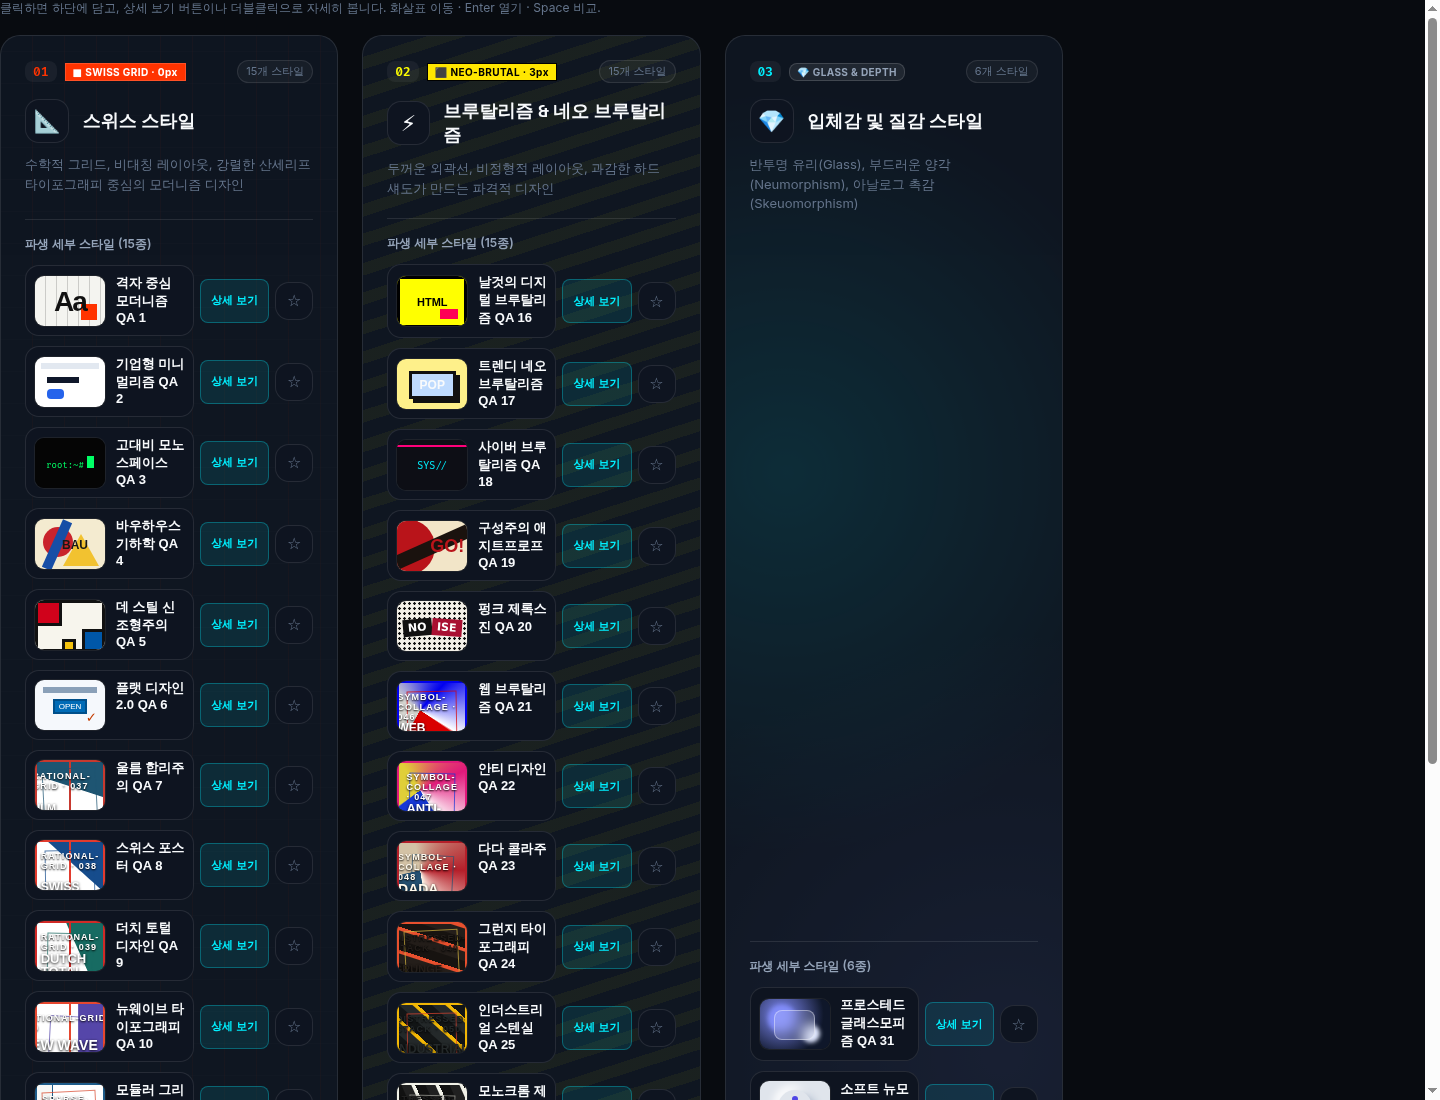 클릭하면 하단에 담고, 상세 보기 버튼이나 더블클릭으로 자세히 봅니다. 화살표 이동 · Enter 열기 · Space 비교.
01 ◼ SWISS GRID · 0px 15개 스타일
📐 스위스 스타일
수학적 그리드, 비대칭 레이아웃, 강렬한 산세리프
타이포그래피 중심의 모더니즘 디자인
파생 세부 스타일 (15종)
Aa
격자 중심
모더니즘
QA 1
상세 보기 ☆
기업형 미니
멀리즘 QA
2
상세 보기 ☆
root:~#
고대비 모노
스페이스
QA 3
상세 보기 ☆
BAU
바우하우스
기하학 QA
4
상세 보기 ☆
데 스틸 신
조형주의
QA 5
상세 보기 ☆
OPEN
✓
플랫 디자인
2.0 QA 6
상세 보기 ☆
037
울름 합리주
의 QA 7
상세 보기 ☆
RATIONAL-
GRID · 038
SWISS
스위스 포스
터 QA 8
상세 보기 ☆
RATIONAL-
GRID · 039
DUTCH
더치 토털
디자인 QA
9
상세 보기 ☆
WAVE
뉴웨이브 타
이포그래피
QA 10
상세 보기 ☆
모듈러 그리
02 ⬛ NEO-BRUTAL · 3px 15개 스타일
⚡ 브루탈리즘 & 네오 브루탈리
즘
두꺼운 외곽선, 비정형적 레이아웃, 과감한 하드
섀도가 만드는 파격적 디자인
파생 세부 스타일 (15종)
HTML
날것의 디지
털 브루탈리
즘 QA 16
상세 보기 ☆
POP
트렌디 네오
브루탈리즘
QA 17
상세 보기 ☆
SYS//
사이버 브루
탈리즘 QA
18
상세 보기 ☆
GO!
구성주의 애
지트프로프
QA 19
상세 보기 ☆
NO ISE
펑크 제록스
진 QA 20
상세 보기 ☆
SYMBOL-
COLLAGE ·
046
WEB
웹 브루탈리
즘 QA 21
상세 보기 ☆
SYMBOL-
COLLAGE
· 047
ANTI-
안티 디자인
QA 22
상세 보기 ☆
SYMBOL-
COLLAGE ·
048
DADA
다다 콜라주
QA 23
상세 보기 ☆
그런지 타이
포그래피
QA 24
상세 보기 ☆
인더스트리
얼 스텐실
QA 25
상세 보기 ☆
모노크롬 제
03 💎 GLASS & DEPTH 6개 스타일
💎 입체감 및 질감 스타일
반투명 유리(Glass), 부드러운 양각
(Neumorphism), 아날로그 촉감
(Skeuomorphism)
파생 세부 스타일 (6종)
프로스테드
글래스모피
즘 QA 31
상세 보기 ☆
소프트 뉴모